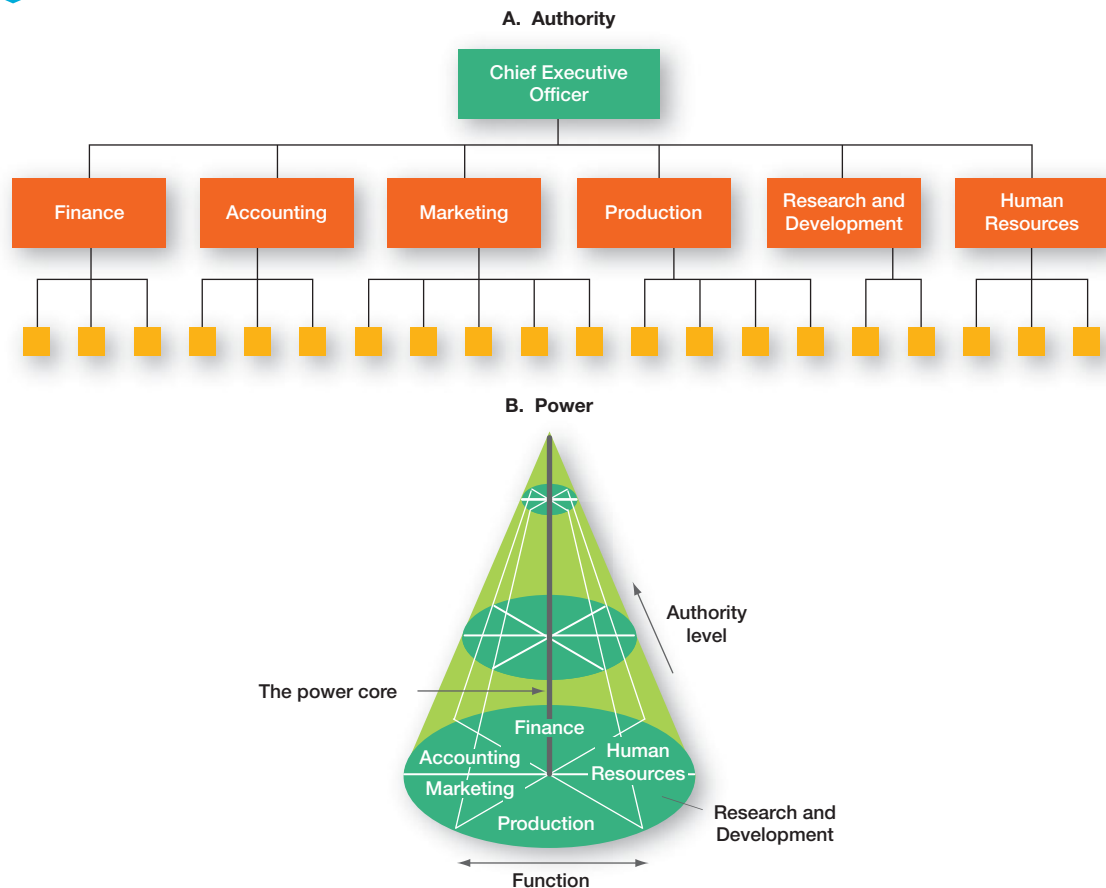 A. Authority
Chief Executive
Officer
Finance
Accounting
Marketing
Production
Research and
Development
Human
Resources
B. Power
Authority
level
The power core
Finance
Accounting
Human
Resources
Marketing
Production
Research and
Development
Function